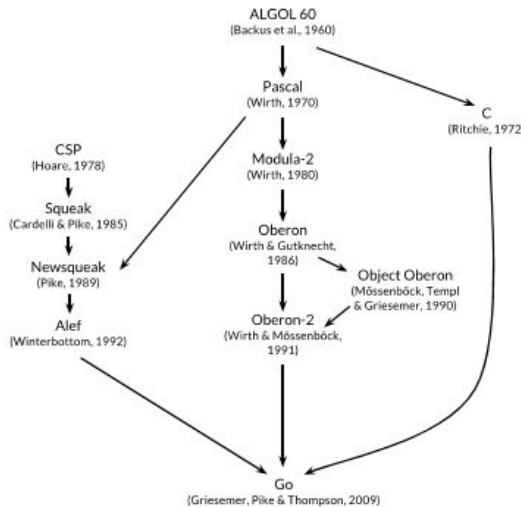 ALGOL 60
(Backus et al., 1960)
Pascal
(Wirth, 1970)
C
(Ritchie, 1972
CSP
(Hoare, 1978)
Modula-2
(Wirth, 1980)
Squeak
(Cardelli & Pike, 1985)
Oberon
(Wirth & Gutknecht,
1986)
Newsqueak
(Pike, 1989)
Object Oberon
(Mössenböck, Templ
& Griesemer, 1990)
Alef
(Winterbottom, 1992)
Oberon-2
(Wirth & Mössenböck,
1991)
Go
(Griesemer, Pike & Thompson, 2009)